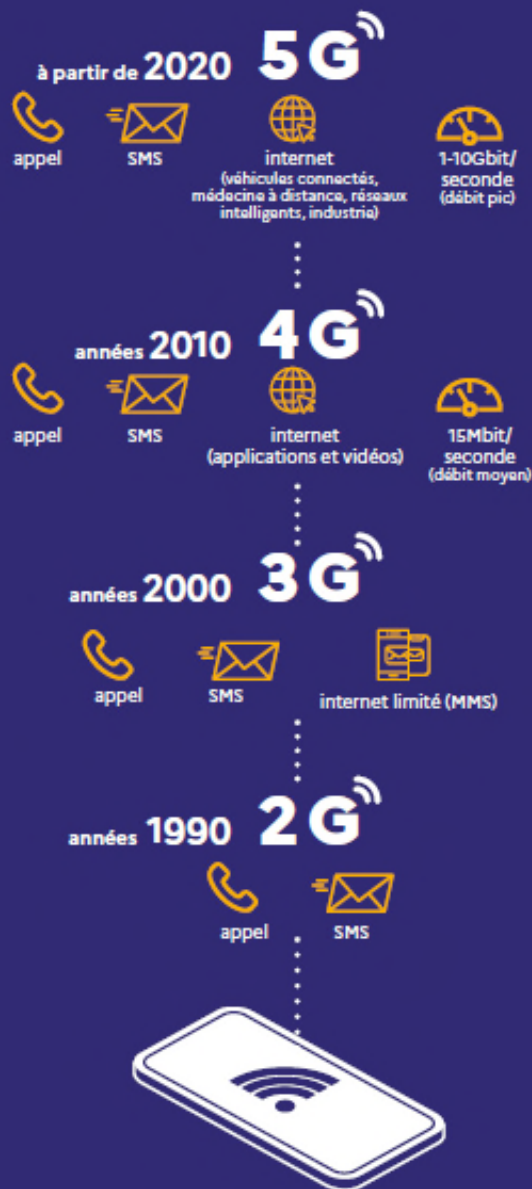 à partir de 2020 5G
appel
SMS
internet
(véhicules connectés,
médecine à distance, réseaux
intelligents, industrie)
1-10Gbit/
seconde
(débit pic)
années 2010 4G
appel
SMS
internet
(applications et vidéos)
15Mbit/
seconde
(débit moyen)
années 2000 3G
appel
SMS
internet limité (MMS)
années 1990 2G
appel
SMS